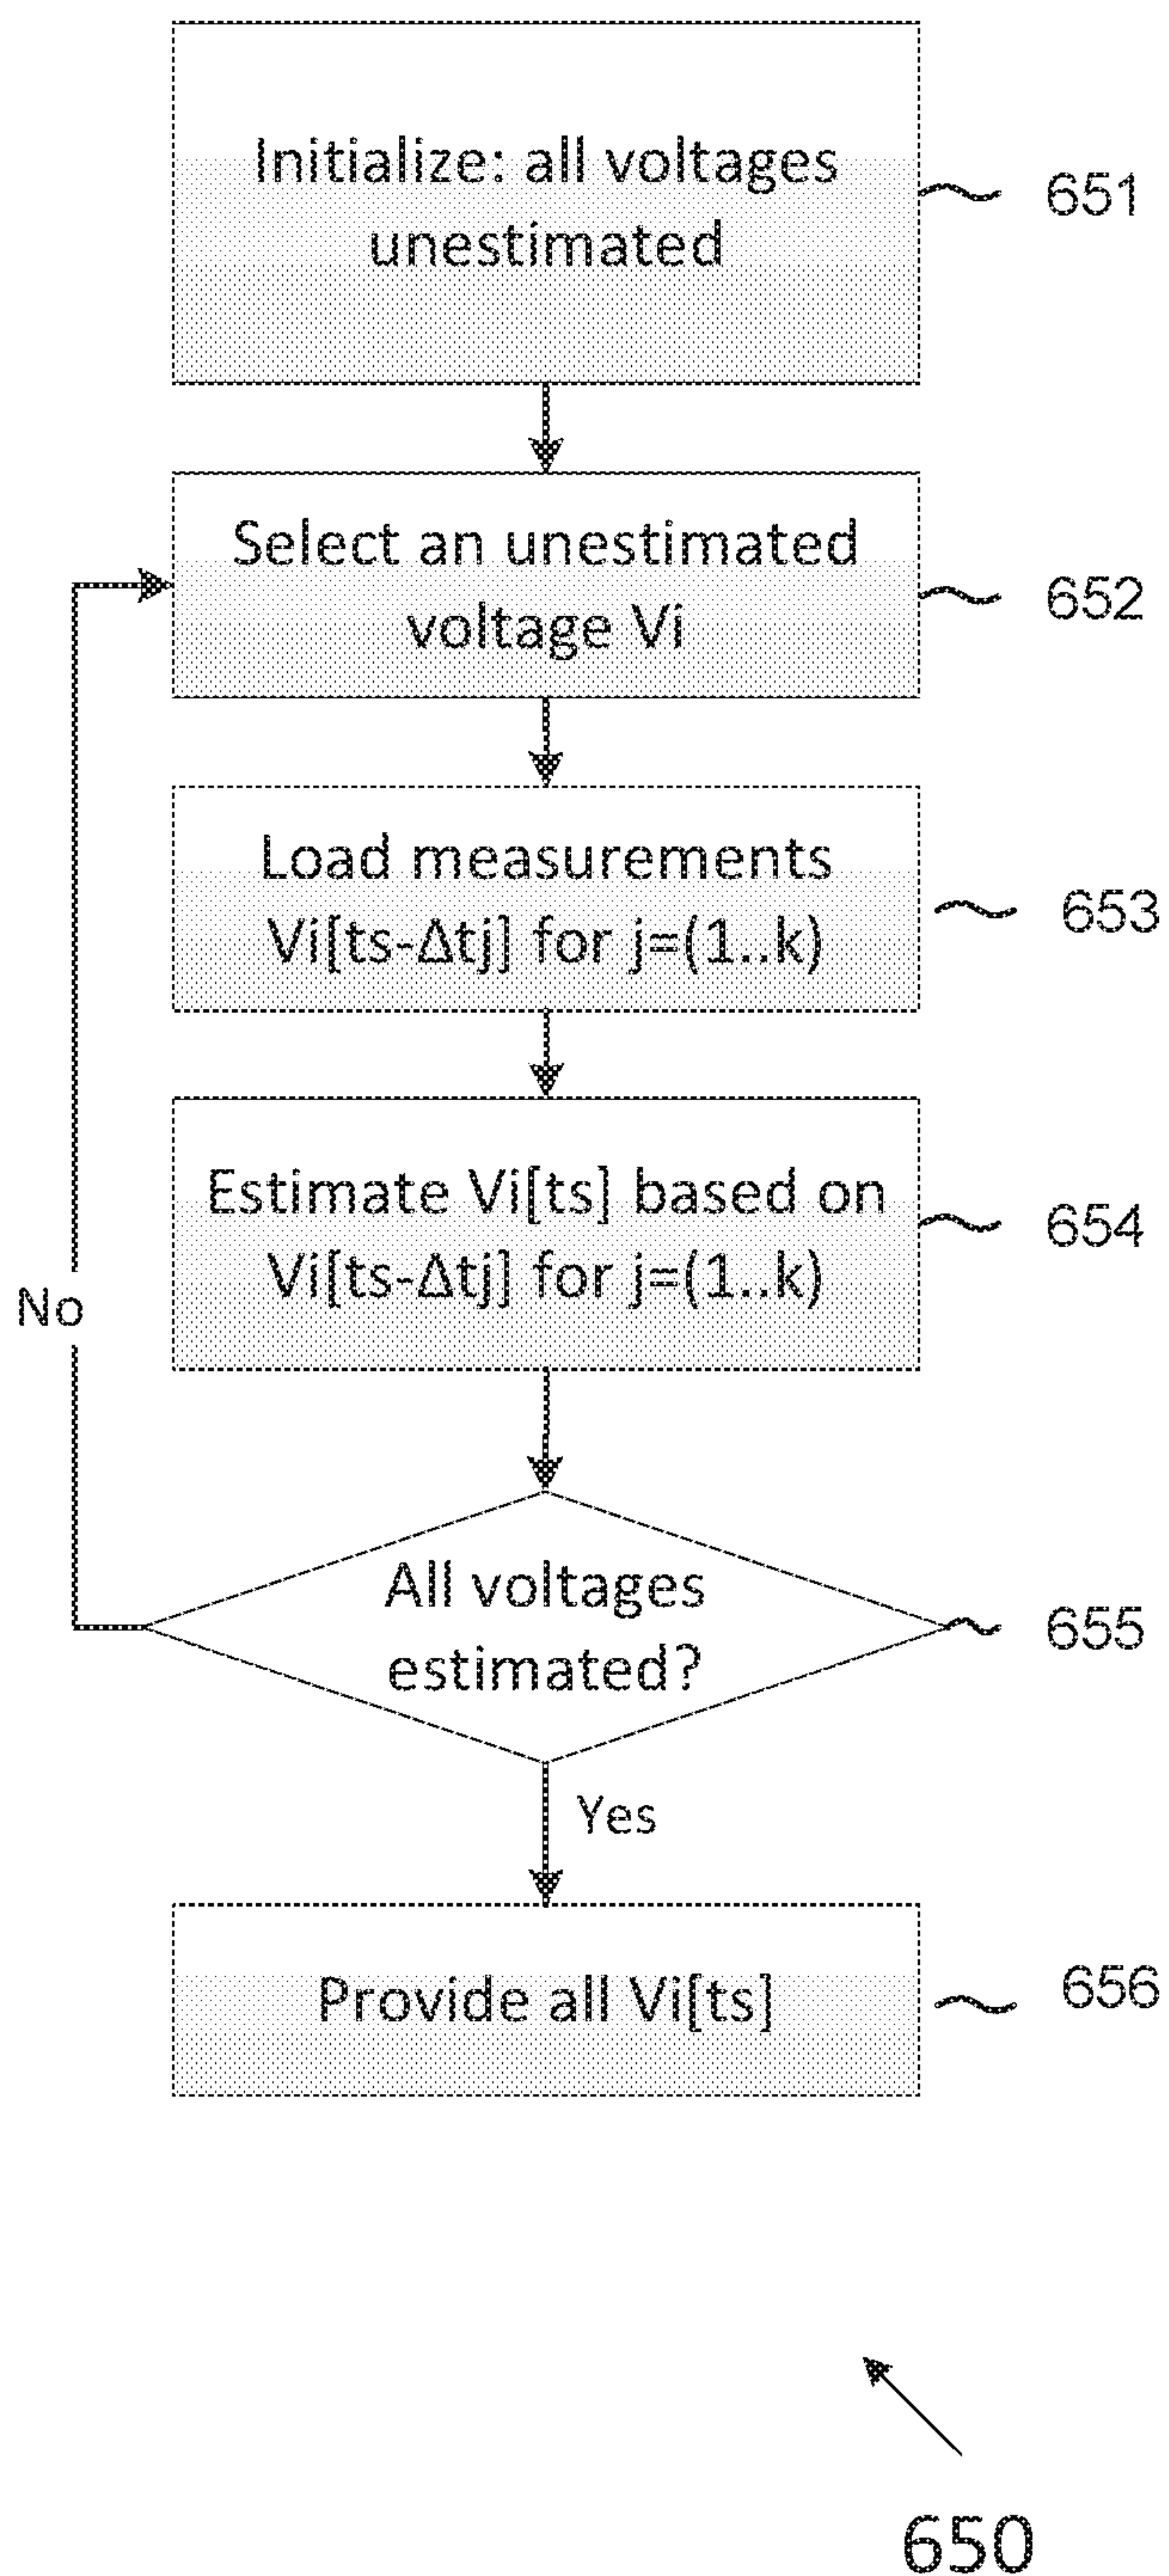 Initialize: all voltages
unestimated
651
Select an unestimated
voltage Vi
652
Load measurements
Vi[ts-Δtj] for j=(1..k)
653
Estimate Vi[ts] based on
Vi[ts-Δtj] for j=(1..k)
654
No
All voltages
estimated?
655
Yes
Provide all Vi[ts]
656
650